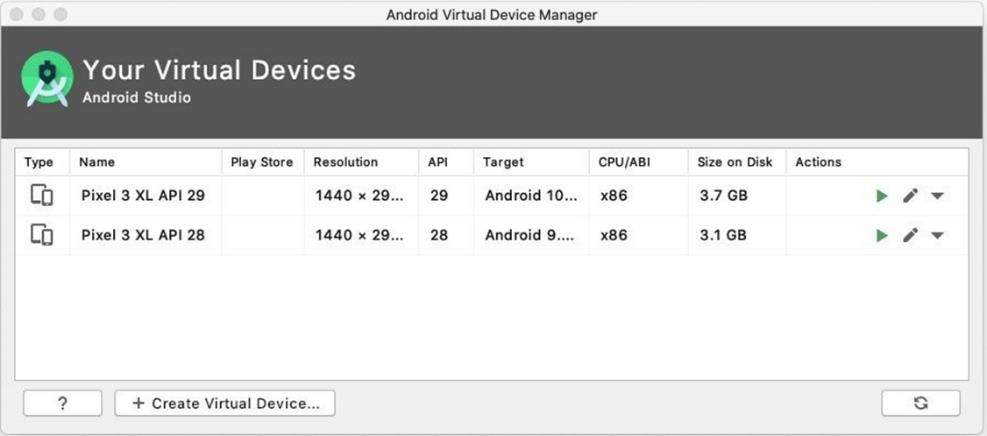 Android Virtual Device Manager
Your Virtual Devices
Android Studio
Type Name Play Store Resolution API Target CPU/ABI Size on Disk Actions
Pixel 3 XL API 29 1440 × 29... 29 Android 10... x86 3.7 GB
Pixel 3 XL API 28 1440 × 29... 28 Android 9.... x86 3.1 GB
? + Create Virtual Device...